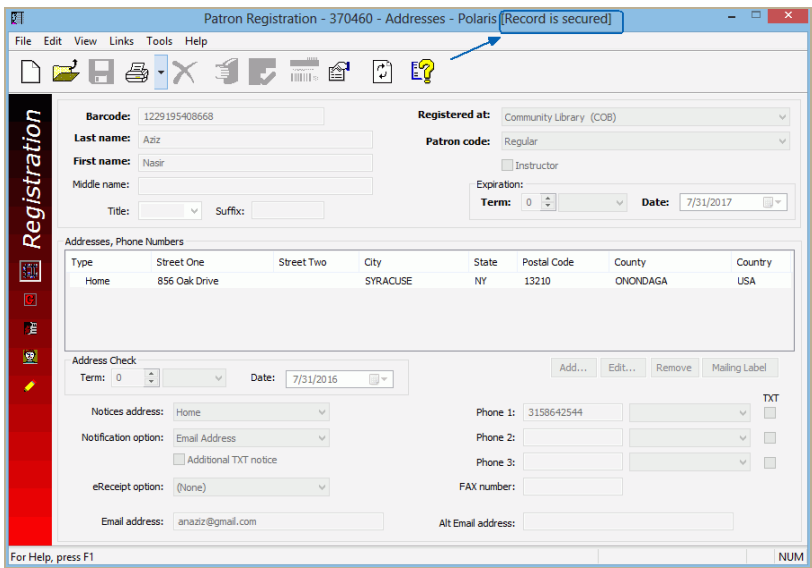 Patron Registration - 370460 - Addresses - Polaris [Record is secured]
File Edit View Links Tools Help
Registration
Barcode: 1229195408668
Registered at: Community Library (COB)
Last name: Aziz
Patron code: Regular
First name: Nasir
Instructor
Middle name:
Expiration:
Term: 0 Date: 7/31/2017
Title: Suffix:
Addresses, Phone Numbers
Type Street One Street Two City State Postal Code County Country
Home 856 Oak Drive SYRACUSE NY 13210 ONONDAGA USA
Address Check
Term: 0 Date: 7/31/2016
Add... Edit... Remove Mailing Label
TXT
Notices address: Home
Phone 1: 3158642544
Notification option: Email Address
Phone 2:
Additional TXT notice
Phone 3:
eReceipt option: (None)
FAX number:
Email address: anaziz@gmail.com
Alt Email address:
For Help, press F1
NUM